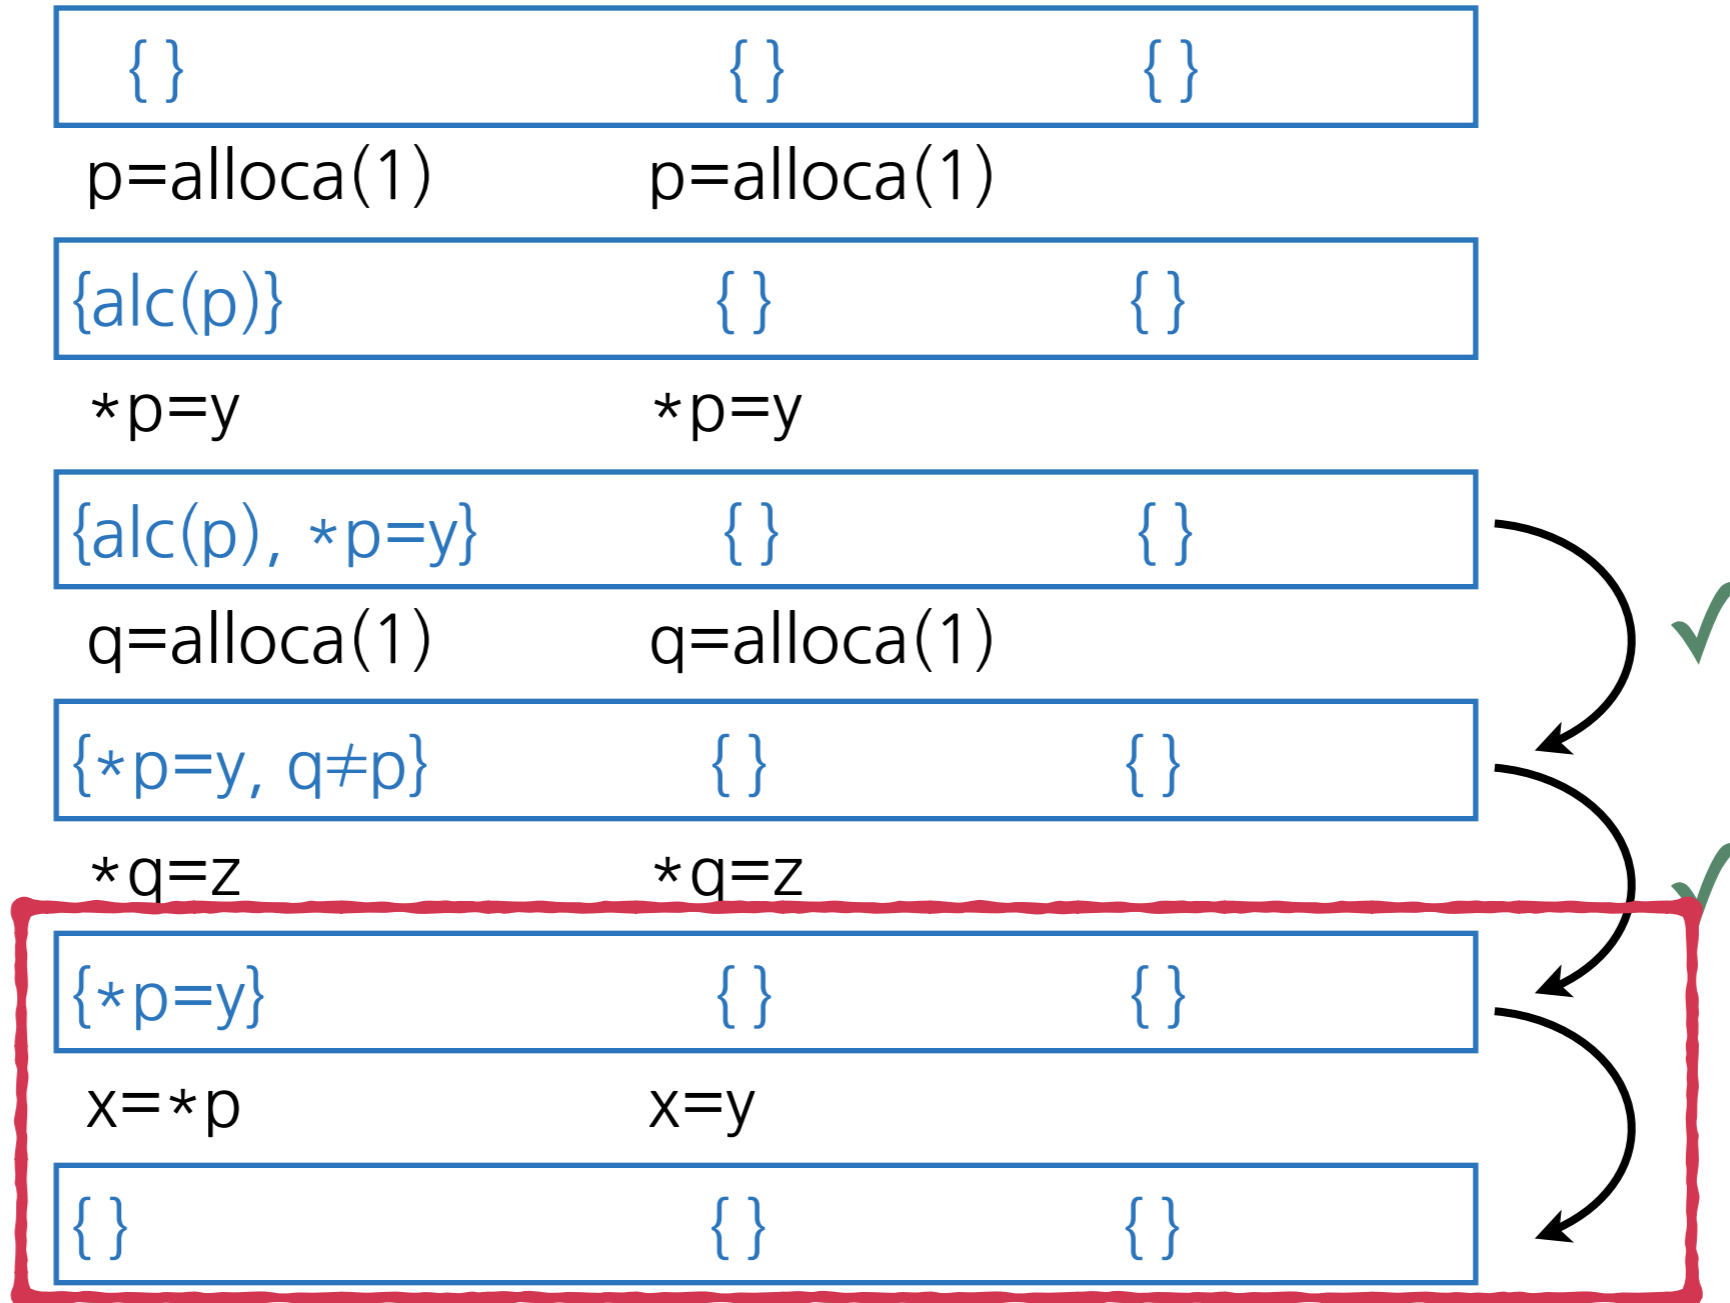 { } { } { }
p=alloca(1) p=alloca(1)
{alc(p)} { } { }
*p=y *p=y
{alc(p), *p=y} { } { }
q=alloca(1) q=alloca(1)
{*p=y, q≠p} { } { }
*q=z *q=z
{*p=y} { } { }
x=*p x=y
{ } { } { }